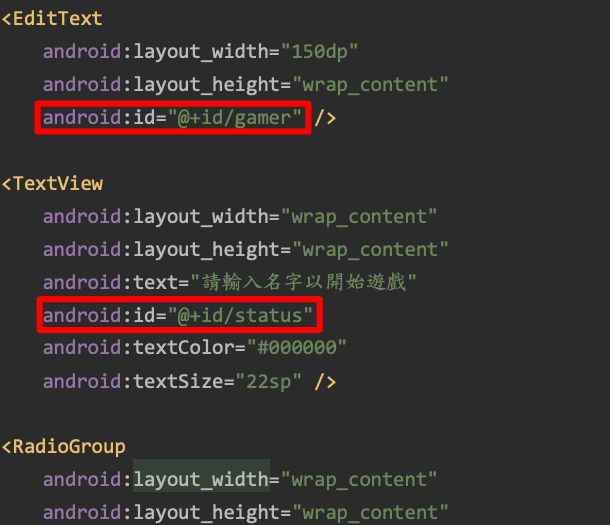 <EditText
android:layout_width="150dp"
android:layout_height="wrap_content"
android:id="@+id/gamer" />
<TextView
android:layout_width="wrap_content"
android:layout_height="wrap_content"
android:text="請輸入名字以開始遊戲"
android:id="@+id/status"
android:textColor="#000000"
android:textSize="22sp" />
<RadioGroup
android:layout_width="wrap_content"
android:layout_height="wrap_content"